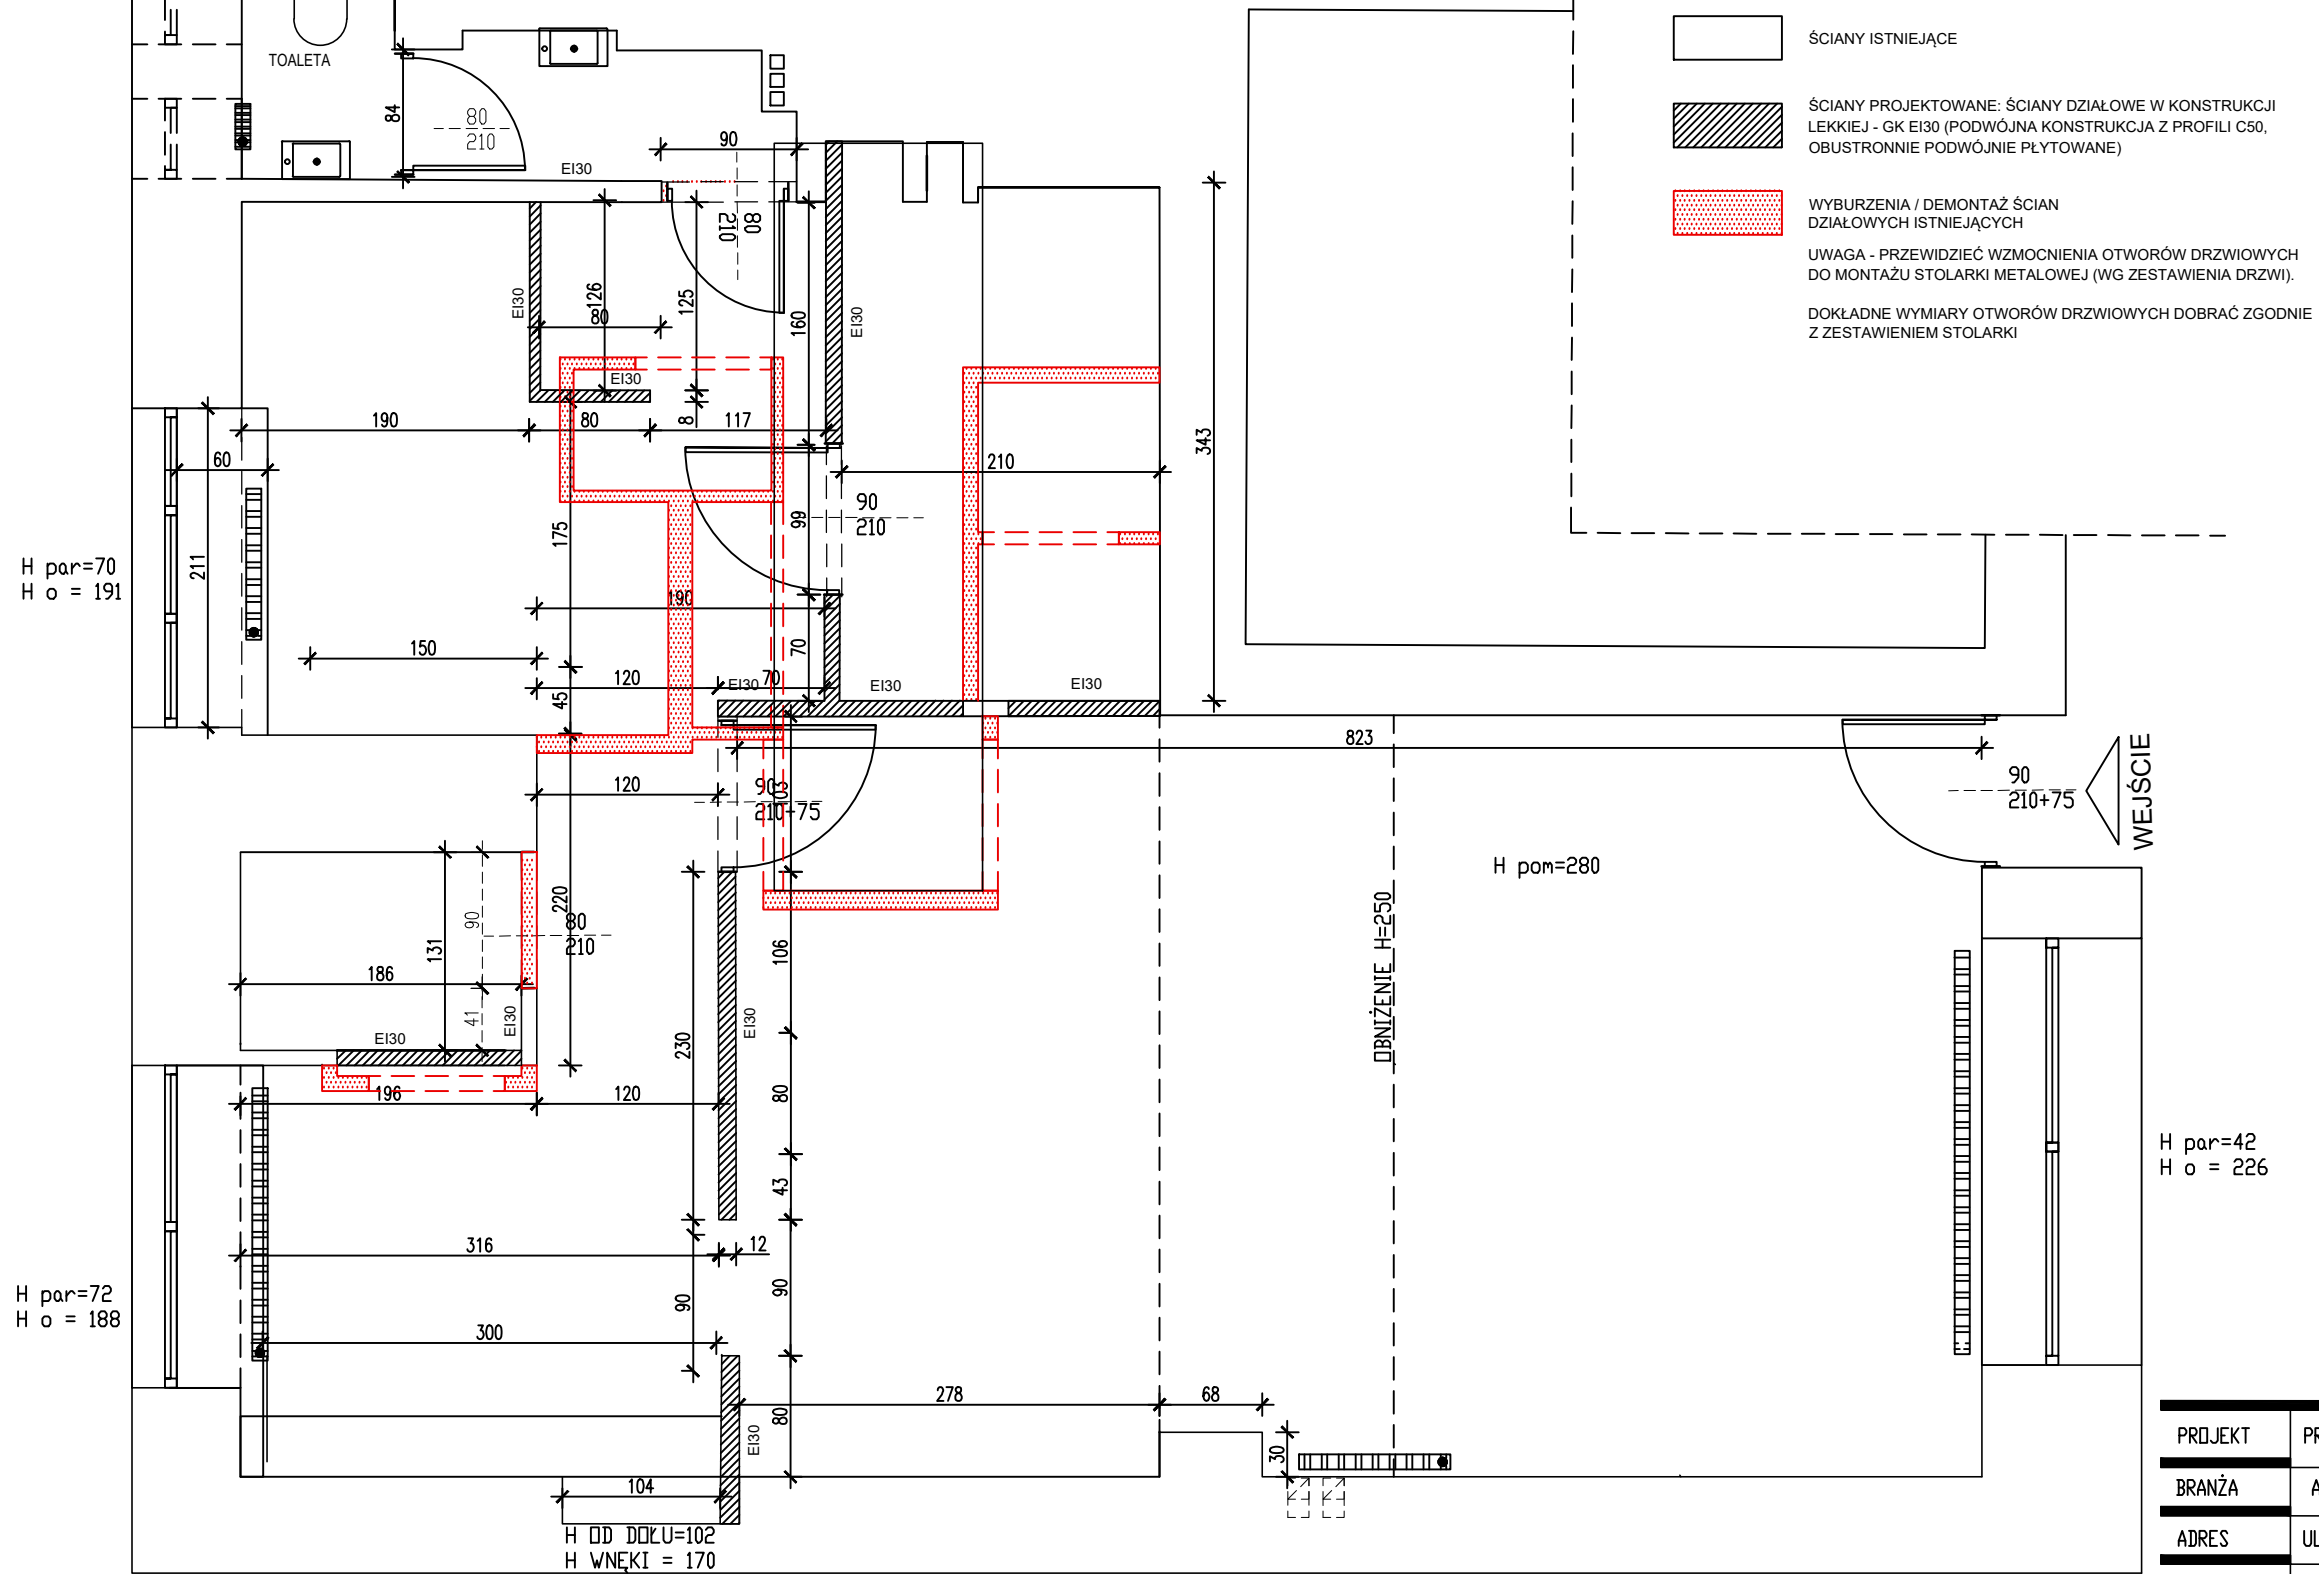 ŚCIANY ISTNIEJĄCE
ŚCIANY PROJEKTOWANE: ŚCIANY DZIAŁOWE W KONSTRUKCJI
LEKKIEJ - GK EI30 (PODWÓJNA KONSTRUKCJA Z PROFILI C50,
OBUSTRONNIE PODWÓJNIE PŁYTOWANE)
WYBURZENIA / DEMONTAŻ ŚCIAN
DZIAŁOWYCH ISTNIEJĄCYCH
UWAGA - PRZEWIDZIEĆ WZMOCNIENIA OTWORÓW DRZWIOWYCH
DO MONTAŻU STOLARKI METALOWEJ (WG ZESTAWIENIA DRZWI).
DOKŁADNE WYMIARY OTWORÓW DRZWIOWYCH DOBRAĆ ZGODNIE
Z ZESTAWIENIEM STOLARKI
TOALETA
84
80
210
EI30
90
80
210
EI30
126
80
125
160
EI30
EI30
190
80
8
117
60
211
343
210
90
210
99
175
H par=70
H o = 191
190
150
70
120
EI30
70
EI30
EI30
45
823
120
90
103
210+75
90
210+75
WEJŚCIE
H pom=280
OBNIŻENIE H=250
220
80
210
90
131
186
41
EI30
EI30
106
230
EI30
196
120
80
43
H par=42
H o = 226
316
12
90
90
H par=72
H o = 188
300
278
68
80
EI30
30
104
H OD DOŁU=102
H WNĘKI = 170
PROJEKT
PR
BRANŻA
A
ADRES
UL